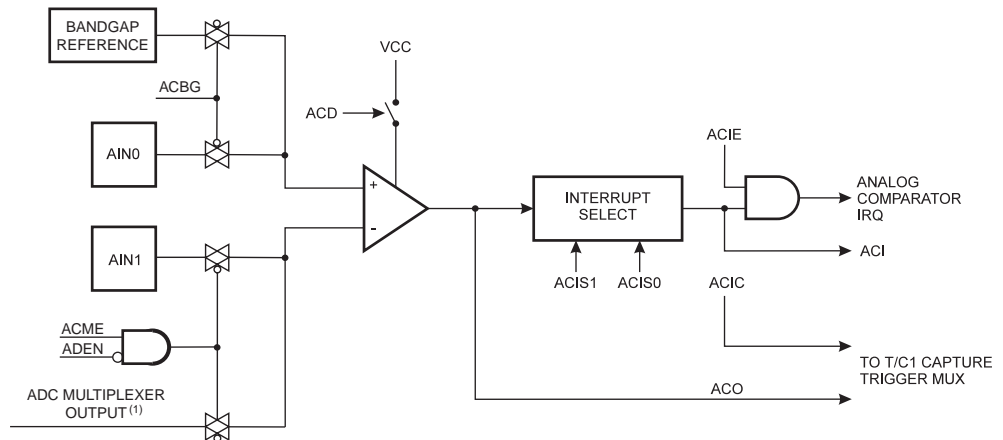 BANDGAP
REFERENCE
VCC
ACBG
ACD
AIN0
ACIE
+
INTERRUPT
SELECT
ANALOG
COMPARATOR
IRQ
-
AIN1
ACI
ACIS1
ACIS0
ACIC
ACME
ADEN
TO T/C1 CAPTURE
TRIGGER MUX
ADC MULTIPLEXER
OUTPUT (1)
ACO